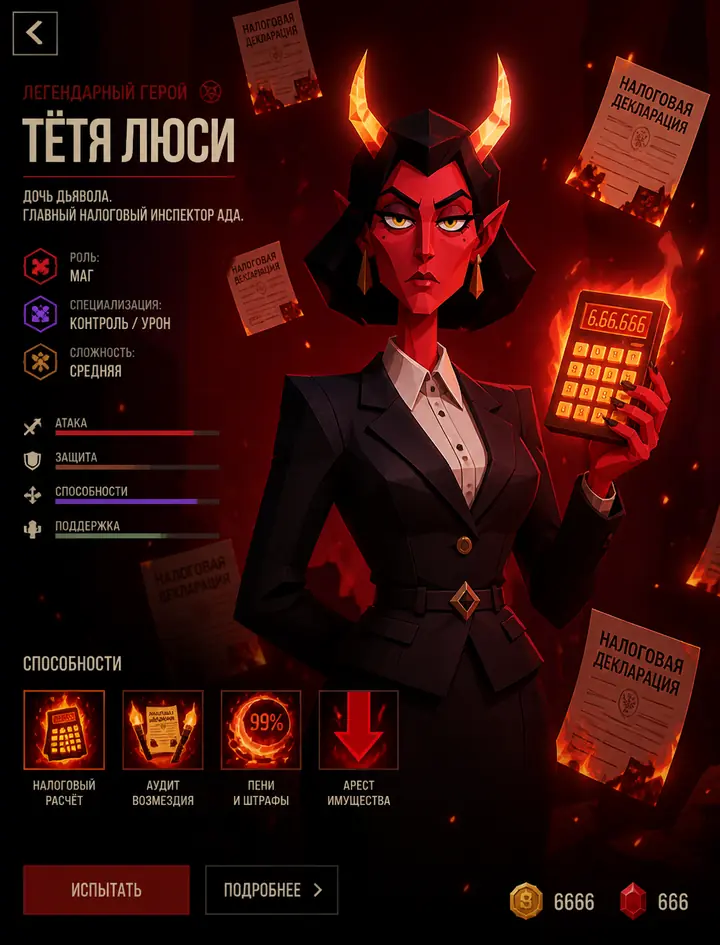 НАЛОГОВАЯ
ДЕКЛАРАЦИЯ
ЛЕГЕНДАРНЫЙ ГЕРОЙ
ТЁТЯ ЛЮСИ
ДОЧЬ ДЬЯВОЛА.
ГЛАВНЫЙ НАЛОГОВЫЙ ИНСПЕКТОР АДА.
РОЛЬ:
МАГ
СПЕЦИАЛИЗАЦИЯ:
КОНТРОЛЬ / УРОН
СЛОЖНОСТЬ:
СРЕДНЯЯ
АТАКА
ЗАЩИТА
СПОСОБНОСТИ
ПОДДЕРЖКА
НАЛОГОВАЯ
ДЕКЛАРАЦИЯ
НАЛОГОВАЯ
ДЕКЛАРАЦИЯ
6.66.666
НАЛОГОВАЯ
ДЕКЛАРАЦИЯ
НАЛОГОВАЯ
ДЕКЛАРАЦИЯ
СПОСОБНОСТИ
99%
НАЛОГОВЫЙ
РАСЧЁТ
АУДИТ
ВОЗМЕЗДИЯ
ПЕНИ
И ШТРАФЫ
АРЕСТ
ИМУЩЕСТВА
ИСПЫТАТЬ
ПОДРОБНЕЕ
6666
666